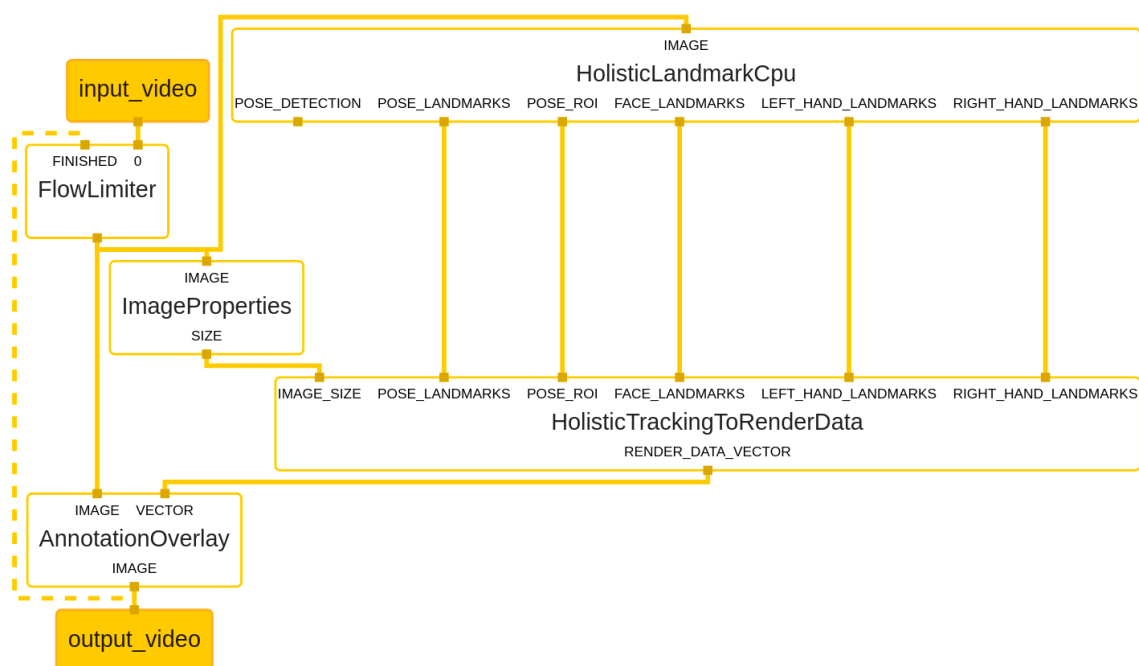 IMAGE
HolisticLandmarkCpu
POSE_DETECTION POSE_LANDMARKS POSE_ROI FACE_LANDMARKS LEFT_HAND_LANDMARKS RIGHT_HAND_LANDMARKS
input_video
FINISHED 0
FlowLimiter
IMAGE
ImageProperties
SIZE
IMAGE_SIZE POSE_LANDMARKS POSE_ROI FACE_LANDMARKS LEFT_HAND_LANDMARKS RIGHT_HAND_LANDMARKS
HolisticTrackingToRenderData
RENDER_DATA_VECTOR
IMAGE VECTOR
AnnotationOverlay
IMAGE
output_video